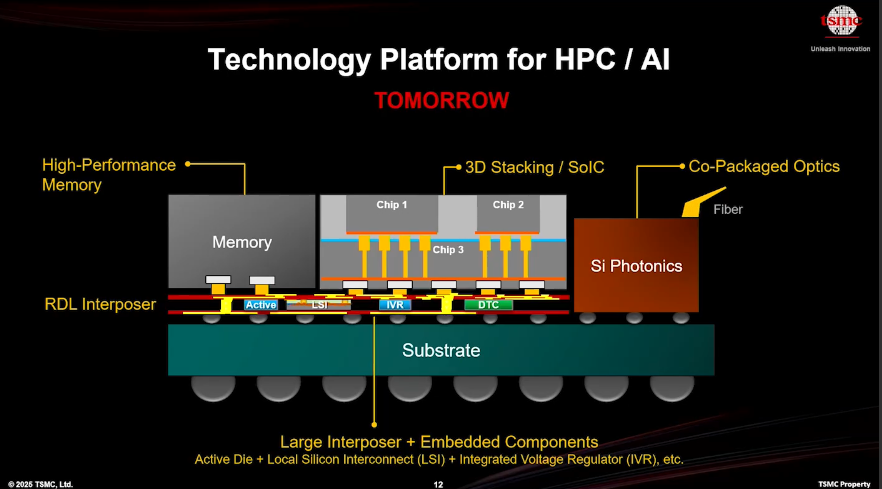 tsmc
Unleash Innovation
Technology Platform for HPC / AI
TOMORROW
High-Performance
Memory
3D Stacking / SoIC
Co-Packaged Optics
Fiber
Chip 1
Chip 2
Chip 3
Memory
Si Photonics
RDL Interposer
Active
LSI
IVR
DTC
Substrate
Large Interposer + Embedded Components
Active Die + Local Silicon Interconnect (LSI) + Integrated Voltage Regulator (IVR), etc.
© 2025 TSMC, Ltd.
12
TSMC Property